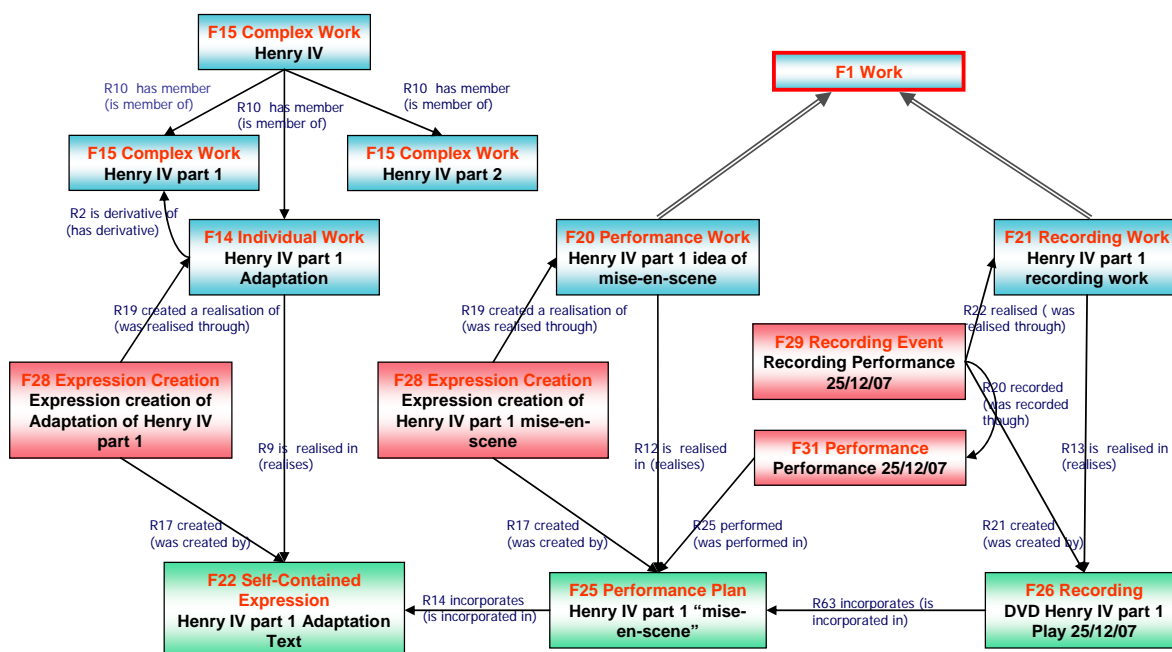 F15 Complex Work
Henry IV
F1 Work
R10  has member
(is member of)
R10  has member
(is member of)
R10  has member
(is member of)
F15 Complex Work
Henry IV part 1
F15 Complex Work
Henry IV part 2
R2 is derivative of
(has derivative)
F14 Individual Work
Henry IV part 1
Adaptation
F20 Performance Work
Henry IV part 1 idea of
mise-en-scene
F21 Recording Work
Henry IV part 1
recording work
R19 created a realisation of
(was realised through)
R19 created a realisation of
(was realised through)
R22 realised ( was
realised through)
F29 Recording Event
Recording Performance
25/12/07
F28 Expression Creation
Expression creation of
Adaptation of Henry IV
part 1
F28 Expression Creation
Expression creation of
Henry IV part 1 mise-en-
scene
R20 recorded
(was recorded
though)
R9 is realised in
(realises)
R12 is  realised
in (realises)
F31 Performance
Performance 25/12/07
R13 is  realised in
(realises)
R17 created
(was created by)
R17 created
(was created by)
R25 performed
(was performed in)
R21 created
(was created by)
F22 Self-Contained
Expression
Henry IV part 1 Adaptation
Text
R14 incorporates
(is incorporated in)
F25 Performance Plan
Henry IV part 1 “mise-
en-scene”
R63 incorporates (is
incorporated in)
F26 Recording
DVD Henry IV part 1
Play 25/12/07